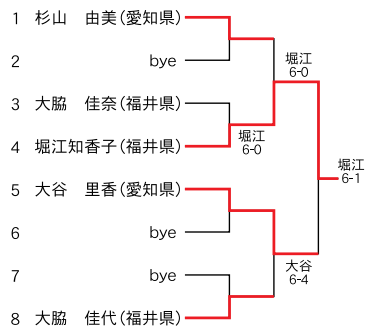 1 杉山 由美(愛知県)
2 bye
堀江
6-0
3 大脇 佳奈(福井県)
堀江
6-0
4 堀江知香子(福井県)
堀江
6-1
5 大谷 里香(愛知県)
6 bye
大谷
6-4
7 bye
8 大脇 佳代(福井県)